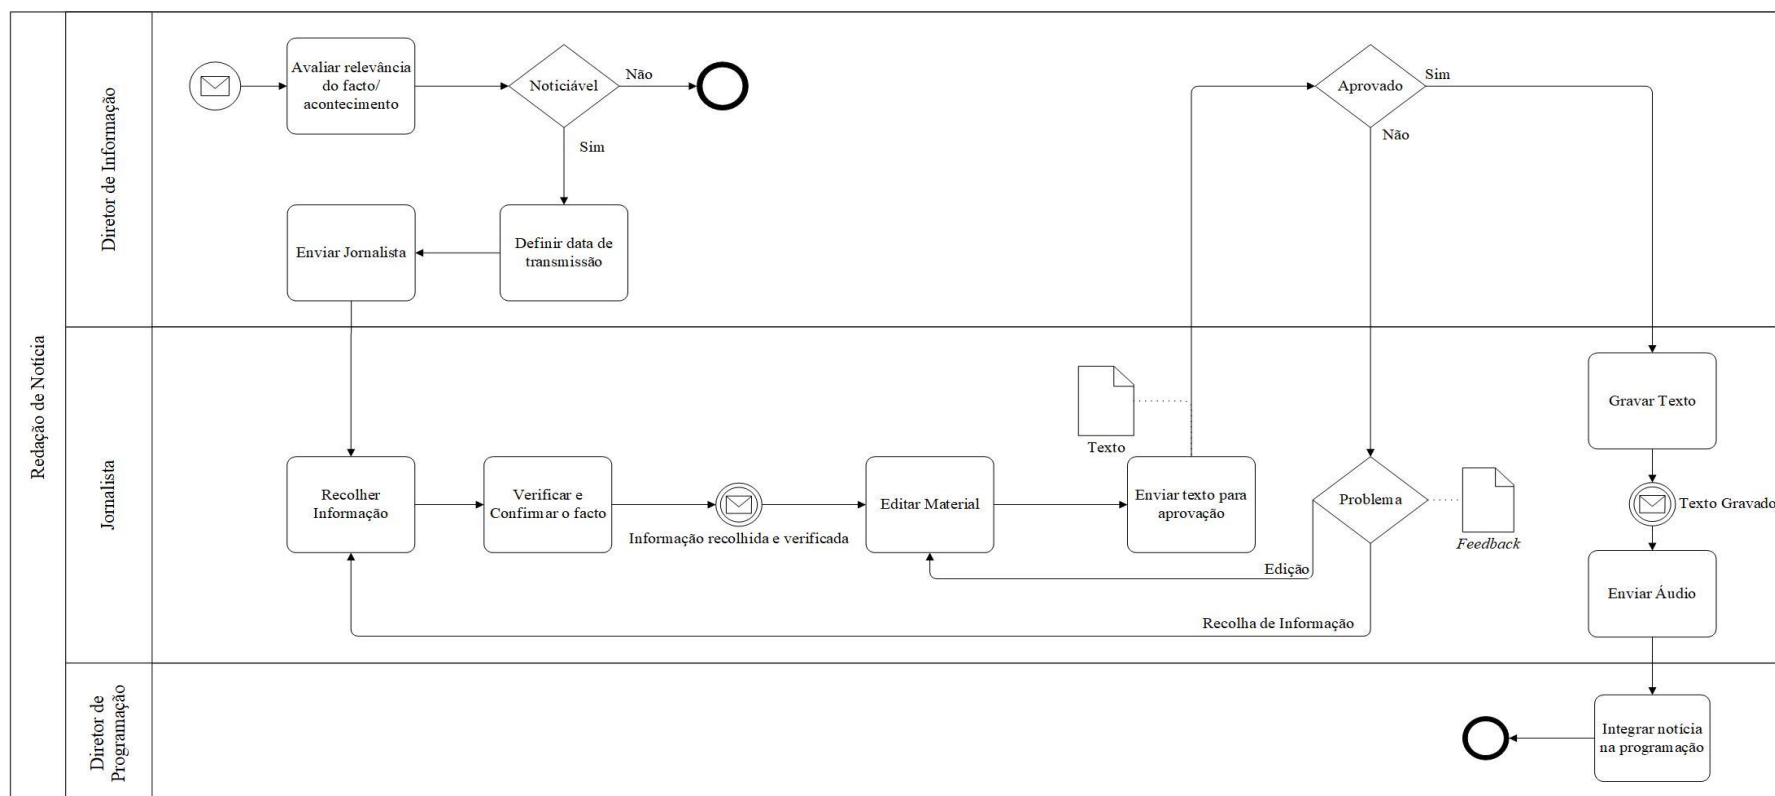 Redação de Notícia
Diretor de Informação
Avaliar relevância
do facto/
acontecimento
Noticiável
Não
Sim
Definir data de
transmissão
Enviar Jornalista
Aprovado
Sim
Não
Jornalista
Recolher
Informação
Verificar e
Confirmar o facto
Informação recolhida e verificada
Editar Material
Texto
Enviar texto para
aprovação
Problema
Feedback
Edição
Recolha de Informação
Gravar Texto
Texto Gravado
Enviar Áudio
Diretor de
Programação
Integrar notícia
na programação